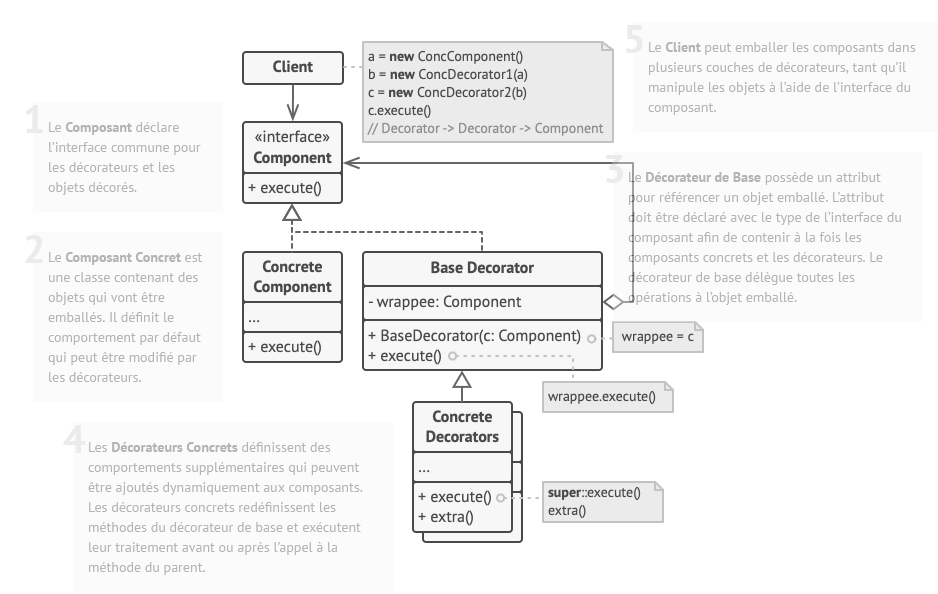 Client
a = new ConcComponent()
b = new ConcDecorator1(a)
c = new ConcDecorator2(b)
c.execute()
// Decorator -> Decorator -> Component
5
Le Client peut emballer les composants dans
plusieurs couches de décorateurs, tant qu'il
manipule les objets à l'aide de l'interface du
composant.
1
Le Composant déclare
l'interface commune pour
les décorateurs et les
objets décorés.
«interface»
Component
+ execute()
3
Le Décorateur de Base possède un attribut
pour référencer un objet emballé. L'attribut
doit être déclaré avec le type de l'interface du
composant afin de contenir à la fois les
composants concrets et les décorateurs. Le
décorateur de base délègue toutes les
opérations à l'objet emballé.
2
Le Composant Concret est
une classe contenant des
objets qui vont être
emballés. Il définit le
comportement par défaut
qui peut être modifié par
les décorateurs.
Concrete
Component
...
+ execute()
Base Decorator
- wrappee: Component
+ BaseDecorator(c: Component)
+ execute()
wrappee = c
wrappee.execute()
4
Les Décorateurs Concrets définissent des
comportements supplémentaires qui peuvent
être ajoutés dynamiquement aux composants.
Les décorateurs concrets redéfinissent les
méthodes du décorateur de base et exécutent
leur traitement avant ou après l'appel à la
méthode du parent.
Concrete
Decorators
...
+ execute()
+ extra()
super::execute()
extra()